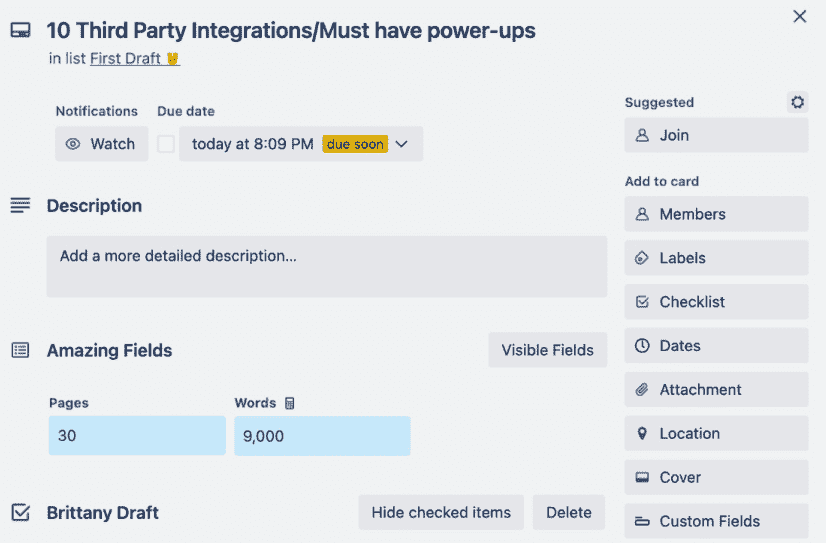 10 Third Party Integrations/Must have power-ups
in list First Draft
Notifications
Due date
Watch
today at 8:09 PM due soon
Description
Add a more detailed description...
Amazing Fields
Visible Fields
Pages
Words
30
9,000
Brittany Draft
Hide checked items
Delete
Suggested
Join
Add to card
Members
Labels
Checklist
Dates
Attachment
Location
Cover
Custom Fields